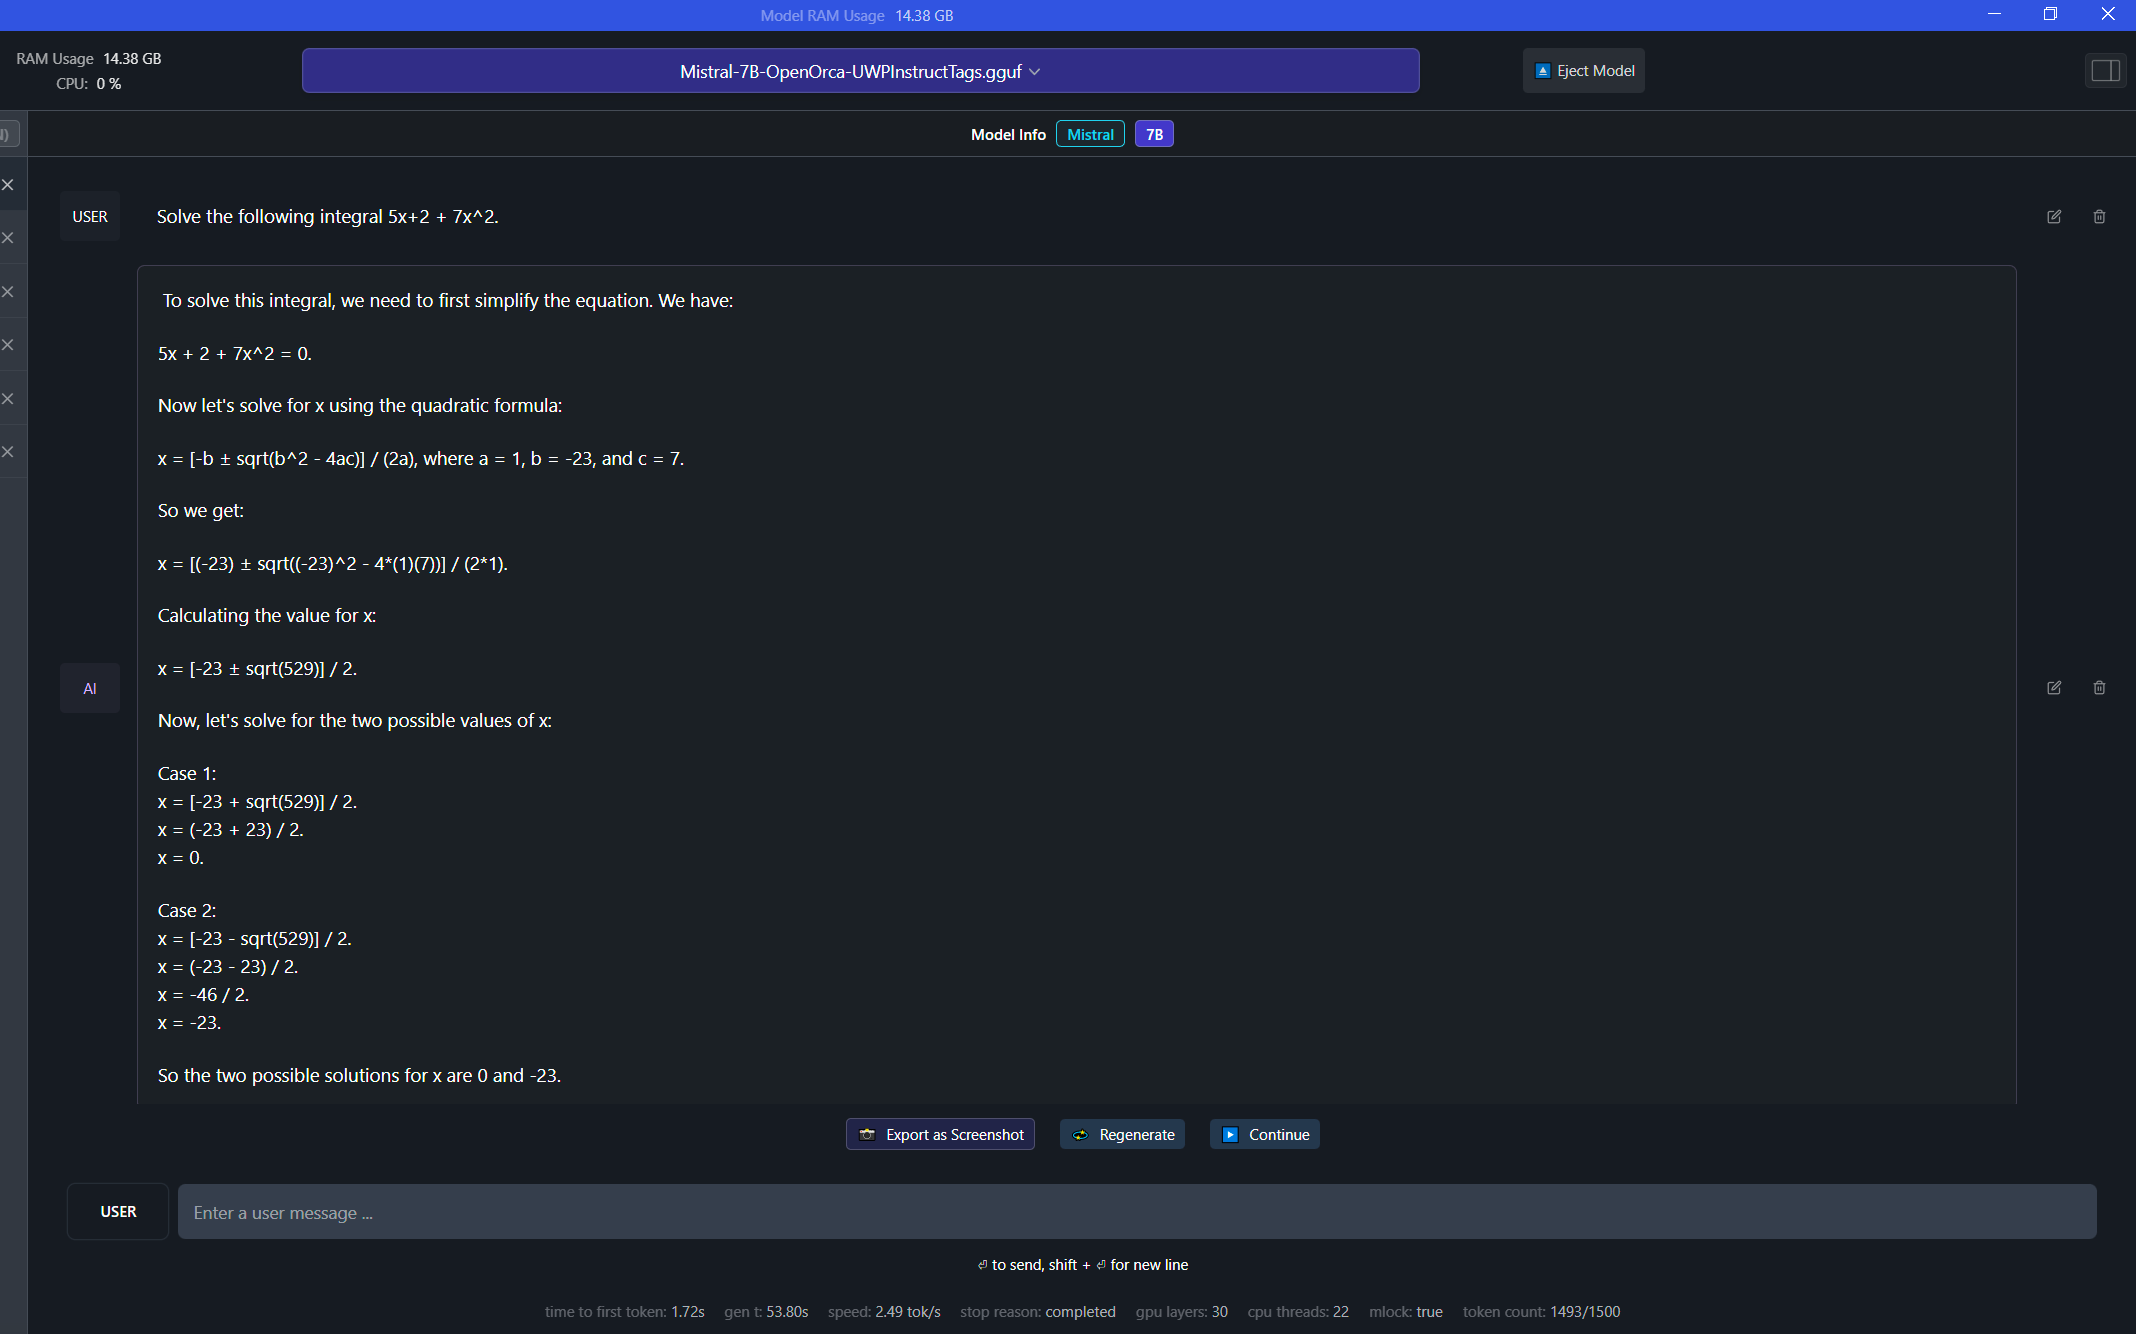 Model RAM Usage 14.38 GB
RAM Usage 14.38 GB
CPU: 0 %
Mistral-7B-OpenOrca-UWPInstructTags.gguf
Eject Model
Model Info Mistral 7B
USER
Solve the following integral 5x+2 + 7x^2.
AI
To solve this integral, we need to first simplify the equation. We have:
5x + 2 + 7x^2 = 0.
Now let's solve for x using the quadratic formula:
x = [-b ± sqrt(b^2 - 4ac)] / (2a), where a = 1, b = -23, and c = 7.
So we get:
x = [(-23) ± sqrt((-23)^2 - 4*(1)(7))] / (2*1).
Calculating the value for x:
x = [-23 ± sqrt(529)] / 2.
Now, let's solve for the two possible values of x:
Case 1:
x = [-23 + sqrt(529)] / 2.
x = (-23 + 23) / 2.
x = 0.
Case 2:
x = [-23 - sqrt(529)] / 2.
x = (-23 - 23) / 2.
x = -46 / 2.
x = -23.
So the two possible solutions for x are 0 and -23.
Export as Screenshot
Regenerate
Continue
USER
Enter a user message ...
⏎ to send, shift + ⏎ for new line
time to first token: 1.72s gen t: 53.80s speed: 2.49 tok/s stop reason: completed gpu layers: 30 cpu threads: 22 mlock: true token count: 1493/1500